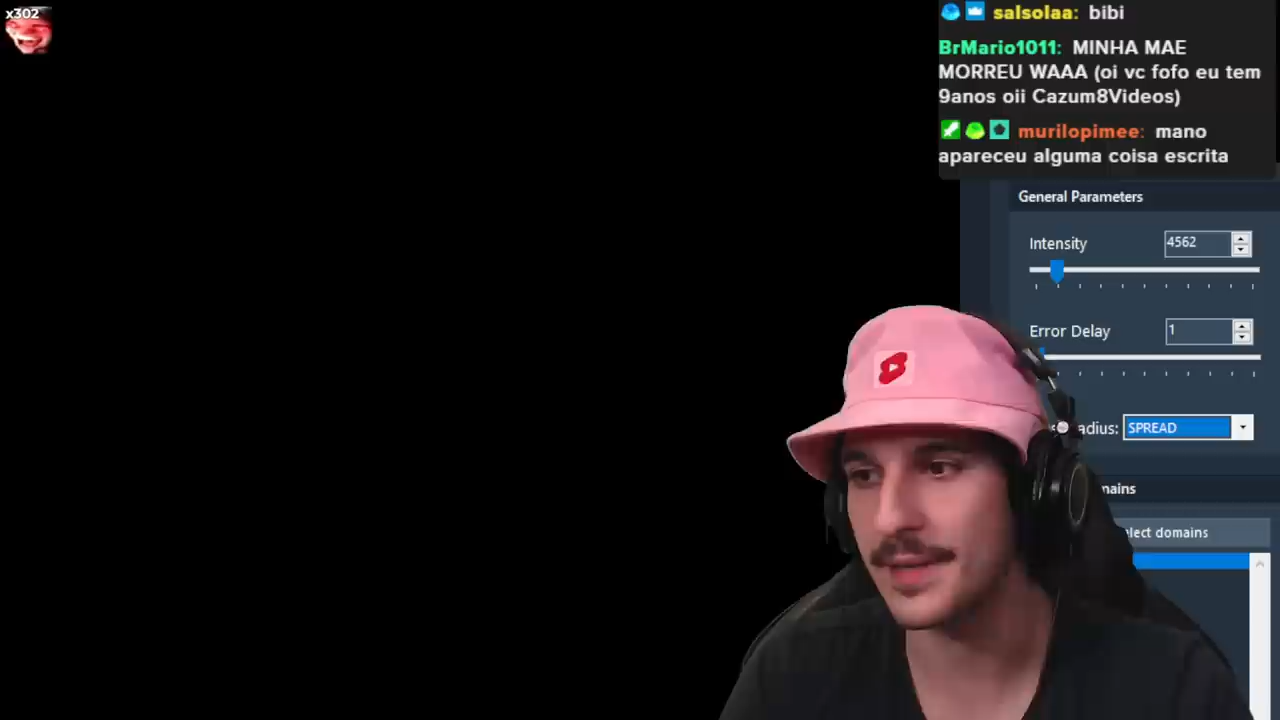 x302
salsolaa: bibi
BrMario1011: MINHA MAE
MORREU WAAA (oi vc fofo eu tem
9anos oii Cazum8Videos)
murilopimee: mano
apareceu alguma coisa escrita
General Parameters
Intensity 4562
Error Delay 1
adius: SPREAD
mains
lect domains